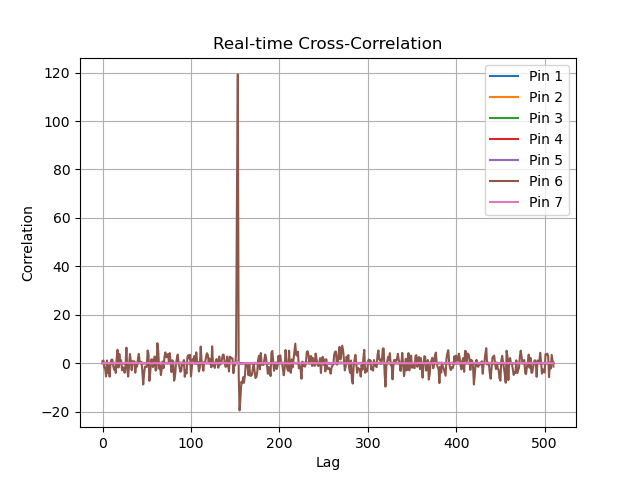 Real-time Cross-Correlation
120
100
80
60
40
20
0
−20
Correlation
Pin 1
Pin 2
Pin 3
Pin 4
Pin 5
Pin 6
Pin 7
0 100 200 300 400 500
Lag